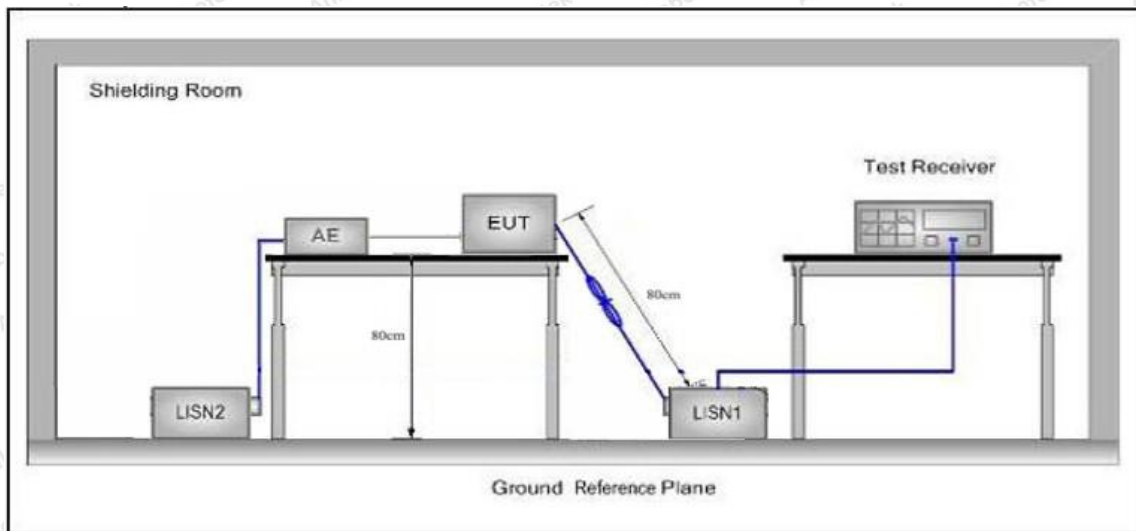 Shielding Room
Test Receiver
AE
EUT
80cm
80cm
LISN2
LISN1
Ground Reference Plane